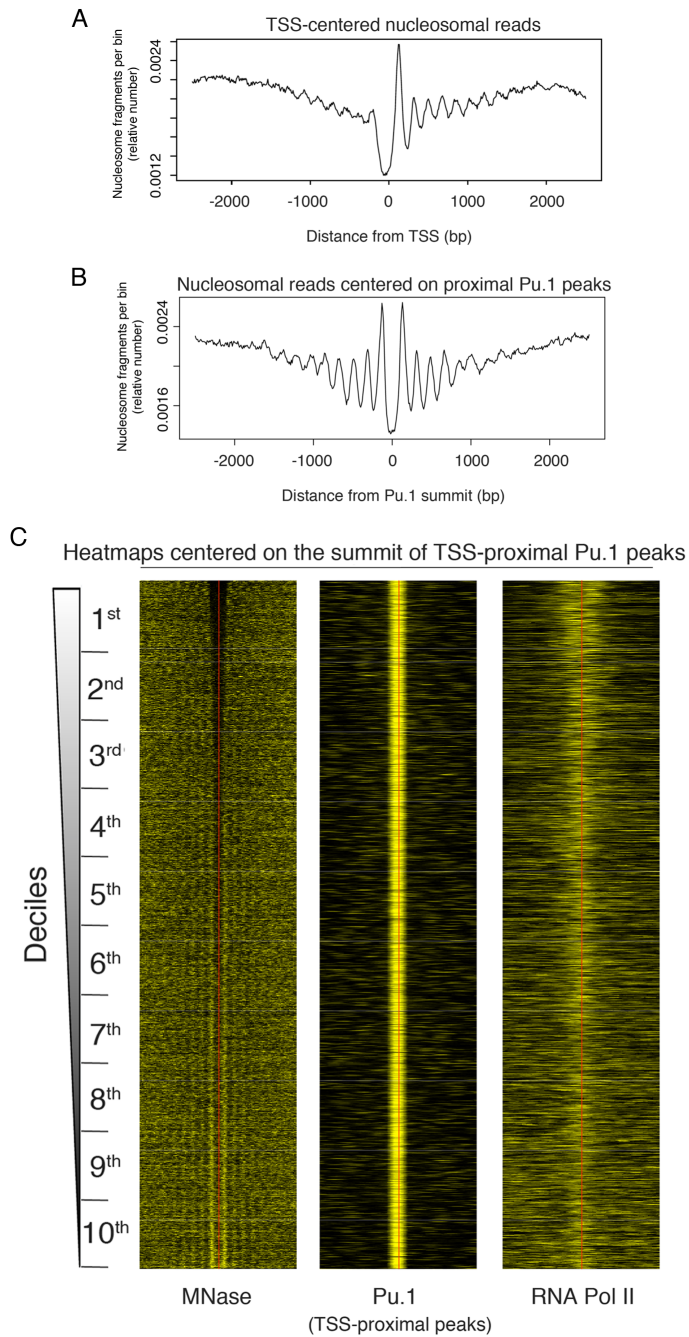 A
TSS-centered nucleosomal reads
Nucleosome fragments per bin
(relative number)
0.0024
0.0012
-2000 -1000 0 1000 2000
Distance from TSS (bp)
B
Nucleosomal reads centered on proximal Pu.1 peaks
Nucleosome fragments per bin
(relative number)
0.0024
0.0016
-2000 -1000 0 1000 2000
Distance from Pu.1 summit (bp)
C
Heatmaps centered on the summit of TSS-proximal Pu.1 peaks
Deciles
1st
2nd
3rd
4th
5th
6th
7th
8th
9th
10th
MNase Pu.1 RNA Pol II
(TSS-proximal peaks)